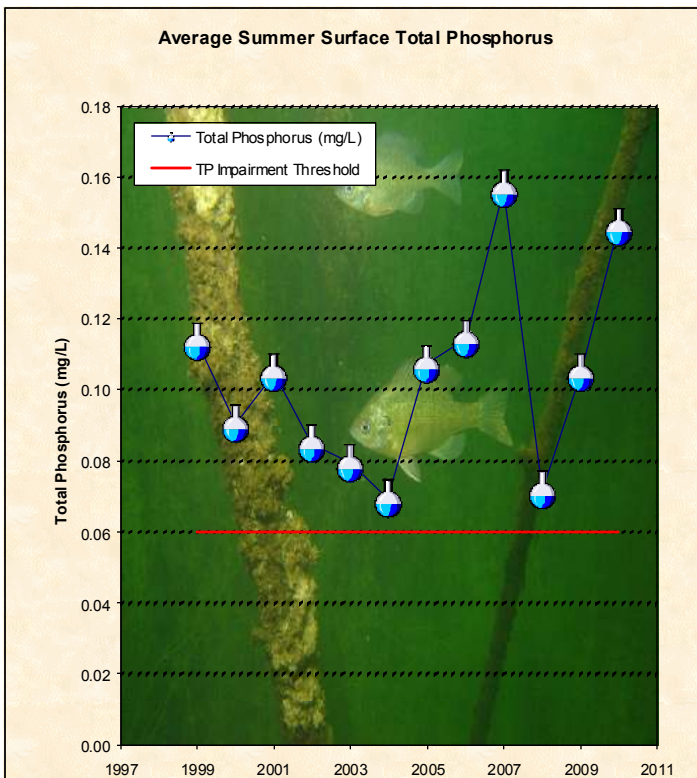 Average Summer Surface Total Phosphorus
0.18
Total Phosphorus (mg/L)
TP Impairment Threshold
0.16
0.14
0.12
0.10
0.08
0.06
0.04
0.02
0.00
Total Phosphorus (mg/L)
1997 1999 2001 2003 2005 2007 2009 2011